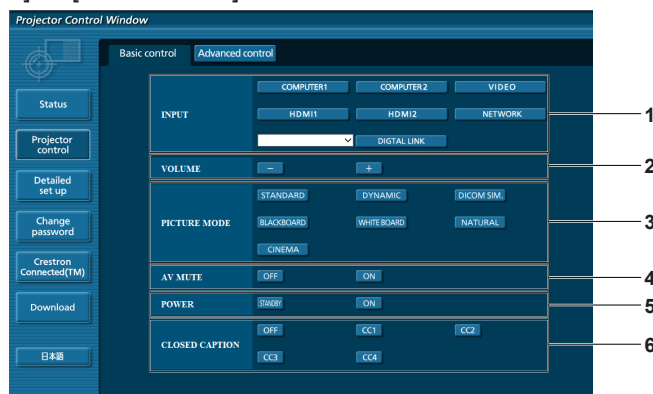 Projector Control Window
Basic control Advanced control
Status
Projector control
Detailed set up
Change password
Crestron Connected(TM)
Download
日本語
INPUT
COMPUTER1 COMPUTER2 VIDEO
HDMI1 HDMI2 NETWORK
DIGTAL LINK
1
VOLUME - +
2
PICTURE MODE
STANDARD DYNAMIC DICOM SIM.
BLACKBOARD WHITE BOARD NATURAL
CINEMA
3
AV MUTE OFF ON
4
POWER STANDBY ON
5
CLOSED CAPTION
OFF CC1 CC2
CC3 CC4
6